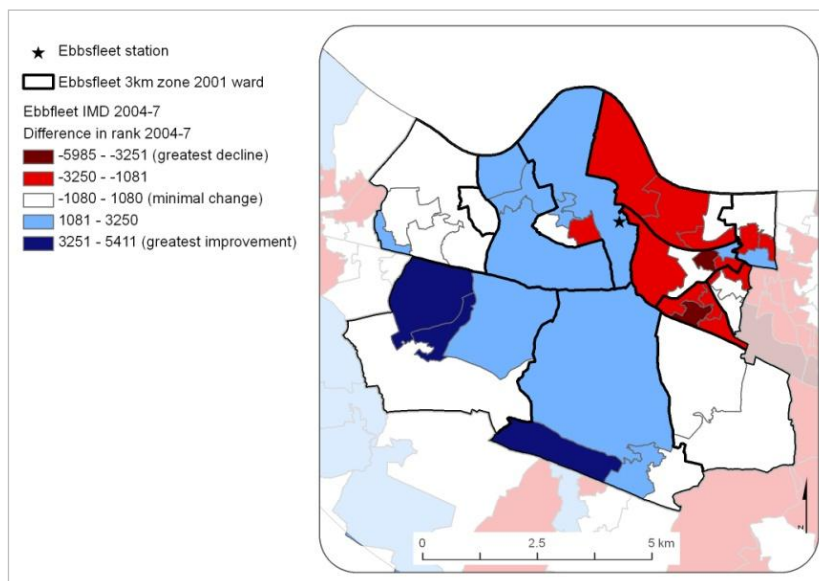 Ebbsfleet station
Ebbsfleet 3km zone 2001 ward
Ebbfleet IMD 2004-7
Difference in rank 2004-7
-5985 - -3251 (greatest decline)
-3250 - -1081
-1080 - 1080 (minimal change)
1081 - 3250
3251 - 5411 (greatest improvement)
0 2.5 5 km
N